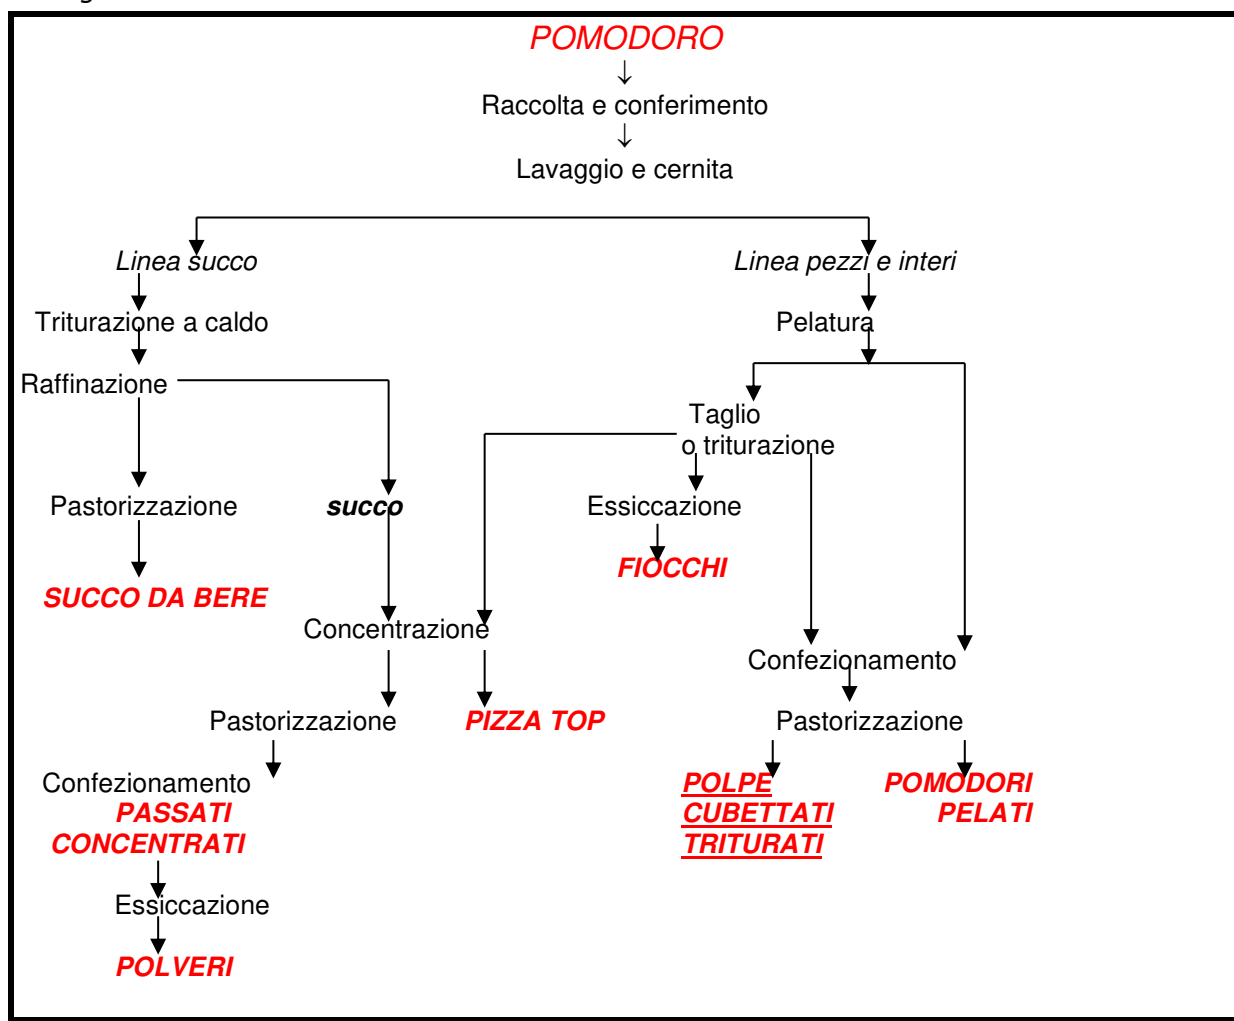 POMODORO
↓
Raccolta e conferimento
↓
Lavaggio e cernita
Linea succo
Linea pezzi e interi
Triturazione a caldo
Pelatura
Raffinazione
Taglio
o triturazione
Pastorizzazione
succo
Essiccazione
FIOCCHI
SUCCO DA BERE
Concentrazione
Confezionamento
Pastorizzazione
PIZZA TOP
Pastorizzazione
Confezionamento
PASSATI
CONCENTRATI
POLPE
CUBETTATI
TRITURATI
POMODORI
PELATI
Essiccazione
POLVERI